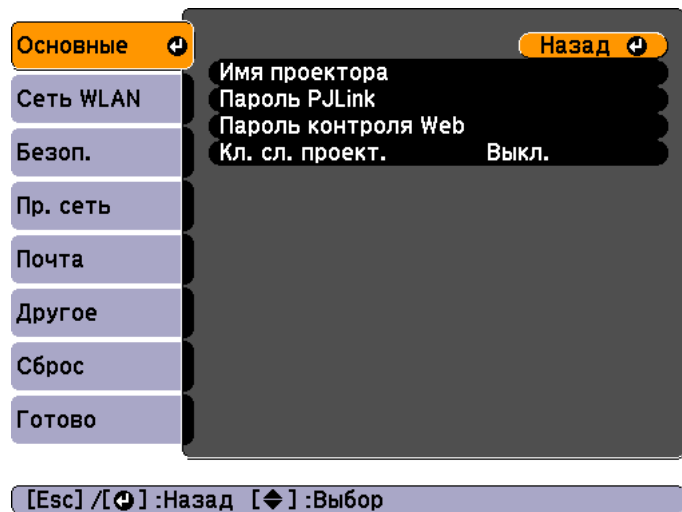 Основные
Назад
Имя проектора
Сеть WLAN
Пароль PJLink
Пароль контроля Web
Безоп.
Кл. сл. проект. Выкл.
Пр. сеть
Почта
Другое
Сброс
Готово
[Esc] /[ ] :Назад [ ] :Выбор